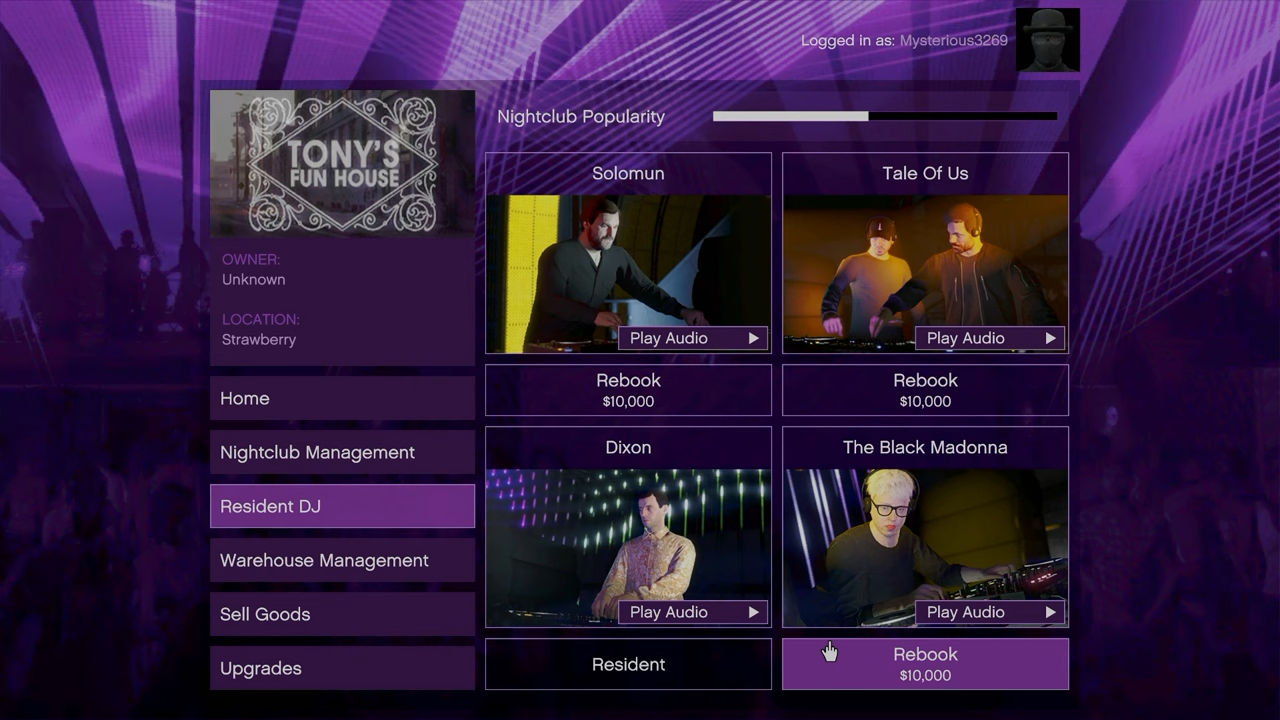 Logged in as: Mysterious3269
TONY'S
FUN HOUSE
OWNER:
Unknown
LOCATION:
Strawberry
Home
Nightclub Management
Resident DJ
Warehouse Management
Sell Goods
Upgrades
Nightclub Popularity
Solomun
Play Audio
Rebook
$10,000
Tale Of Us
Play Audio
Rebook
$10,000
Dixon
Play Audio
Resident
The Black Madonna
Play Audio
Rebook
$10,000